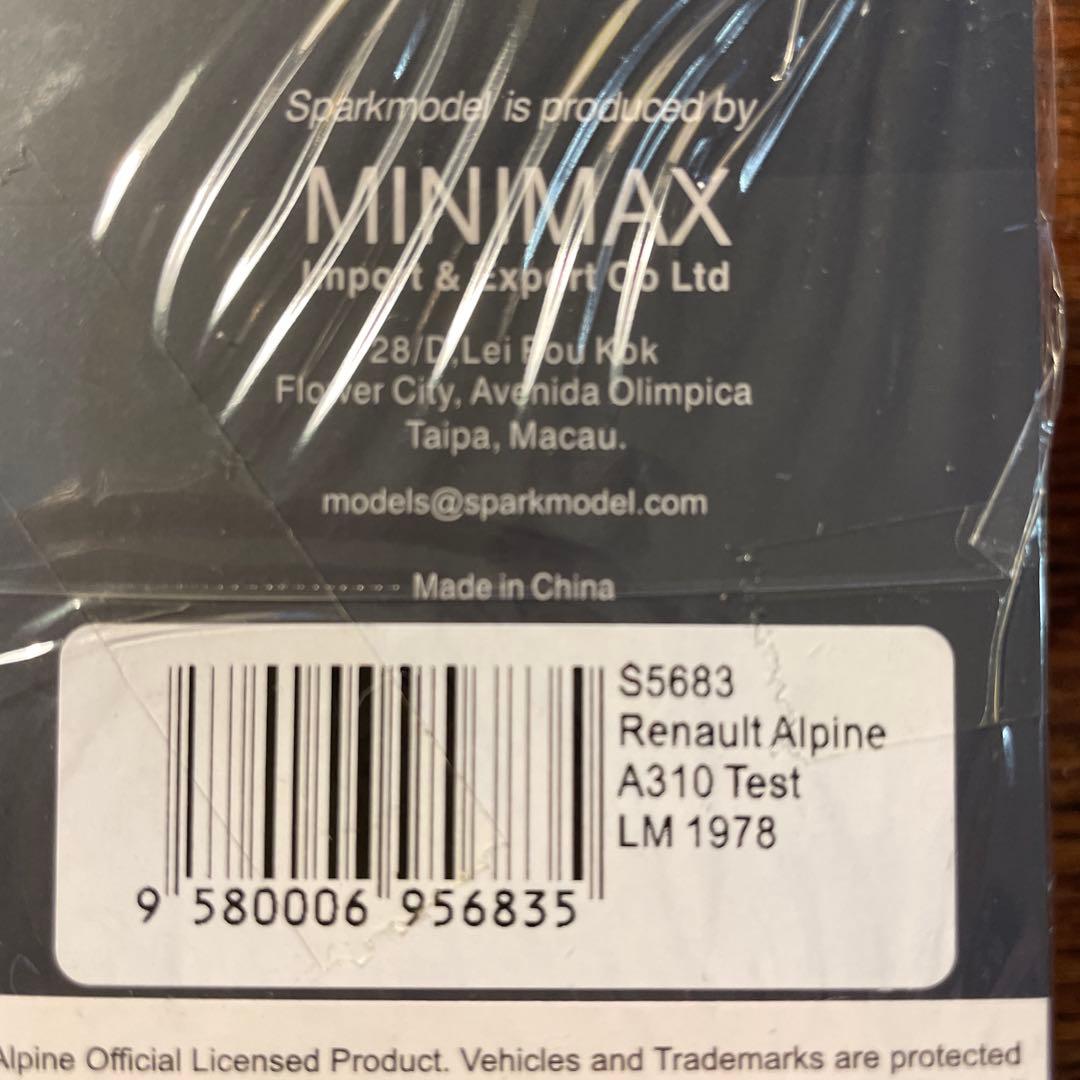 Sparkmodel is produced by
MINIMAX
Import & Export Co Ltd
28/D, Lei Pou Kok
Flower City, Avenida Olimpica
Taipa, Macau.
models@sparkmodel.com
Made in China
S5683
Renault Alpine
A310 Test
LM 1978
9 580006 956835
Alpine Official Licensed Product. Vehicles and Trademarks are protected